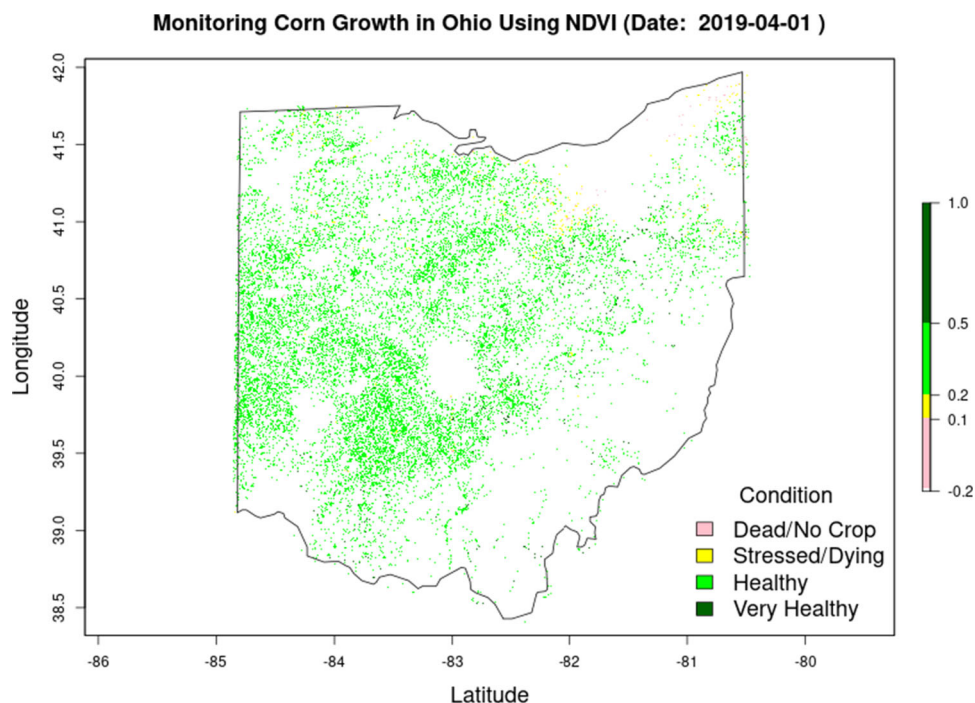 Monitoring Corn Growth in Ohio Using NDVI (Date:  2019-04-01 )
42.0
41.5
41.0
40.5
40.0
39.5
39.0
38.5
Longitude
1.0
0.5
0.2
0.1
-0.2
Condition
Dead/No Crop
Stressed/Dying
Healthy
Very Healthy
-86 -85 -84 -83 -82 -81 -80
Latitude